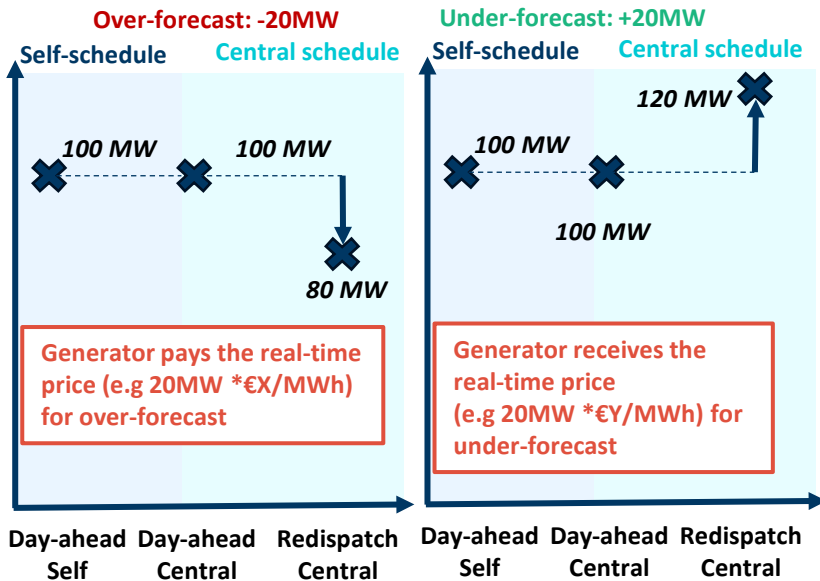 Over-forecast: -20MW
Self-schedule
Central schedule
100 MW
100 MW
80 MW
Generator pays the real-time
price (e.g 20MW *€X/MWh)
for over-forecast
Day-ahead
Self
Day-ahead
Central
Redispatch
Central
Under-forecast: +20MW
Self-schedule
Central schedule
120 MW
100 MW
100 MW
Generator receives the
real-time price
(e.g 20MW *€Y/MWh) for
under-forecast
Day-ahead
Self
Day-ahead
Central
Redispatch
Central